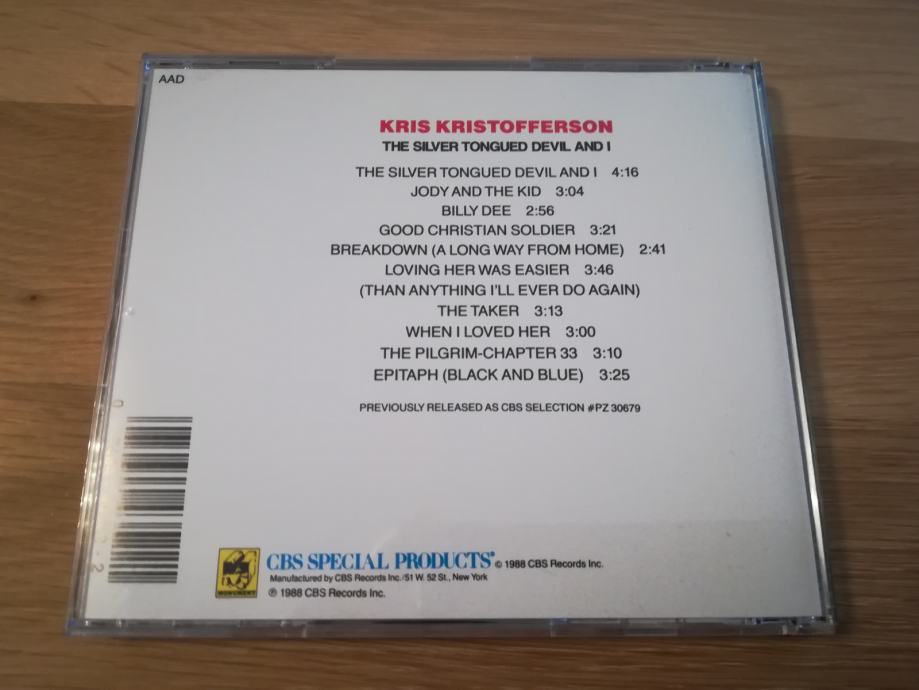 AAD
KRIS KRISTOFFERSON
THE SILVER TONGUED DEVIL AND I
THE SILVER TONGUED DEVIL AND I 4:16
JODY AND THE KID 3:04
BILLY DEE 2:56
GOOD CHRISTIAN SOLDIER 3:21
BREAKDOWN (A LONG WAY FROM HOME) 2:41
LOVING HER WAS EASIER 3:46
(THAN ANYTHING I'LL EVER DO AGAIN)
THE TAKER 3:13
WHEN I LOVED HER 3:00
THE PILGRIM-CHAPTER 33 3:10
EPITAPH (BLACK AND BLUE) 3:25
PREVIOUSLY RELEASED AS CBS SELECTION #PZ 30679
MONUMENT
CBS SPECIAL PRODUCTS® © 1988 CBS Records Inc.
Manufactured by CBS Records Inc./51 W. 52 St., New York
℗ 1988 CBS Records Inc.